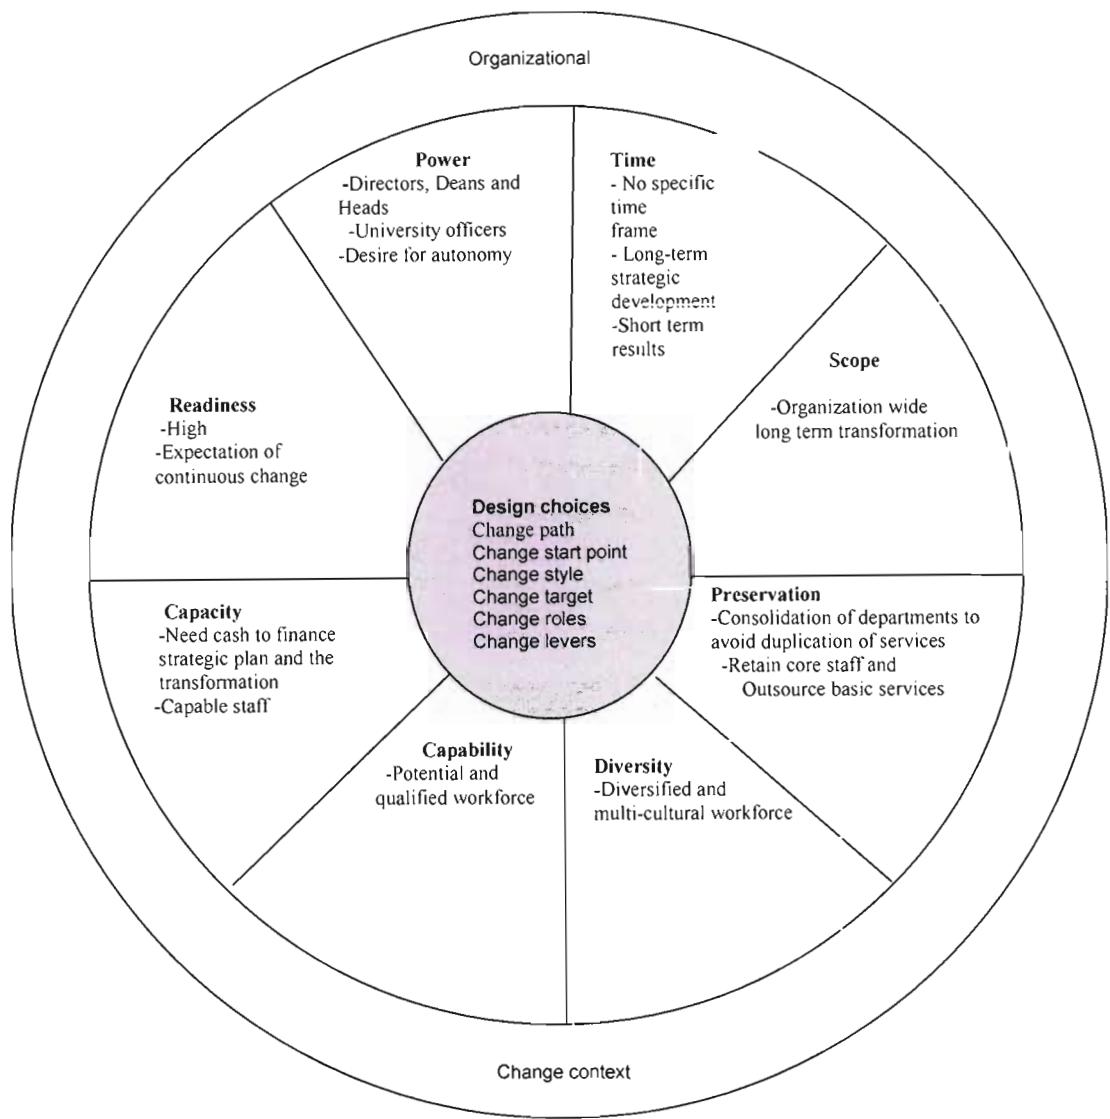 Organizational
Power
-Directors, Deans and
Heads
-University officers
-Desire for autonomy
Time
- No specific
time
frame
- Long-term
strategic
development
-Short term
results
Scope
-Organization wide
long term transformation
Readiness
-High
-Expectation of
continuous change
Design choices
Change path
Change start point
Change style
Change target
Change roles
Change levers
Preservation
-Consolidation of departments to
avoid duplication of services
-Retain core staff and
Outsource basic services
Capacity
-Need cash to finance
strategic plan and the
transformation
-Capable staff
Capability
-Potential and
qualified workforce
Diversity
-Diversified and
multi-cultural workforce
Change context